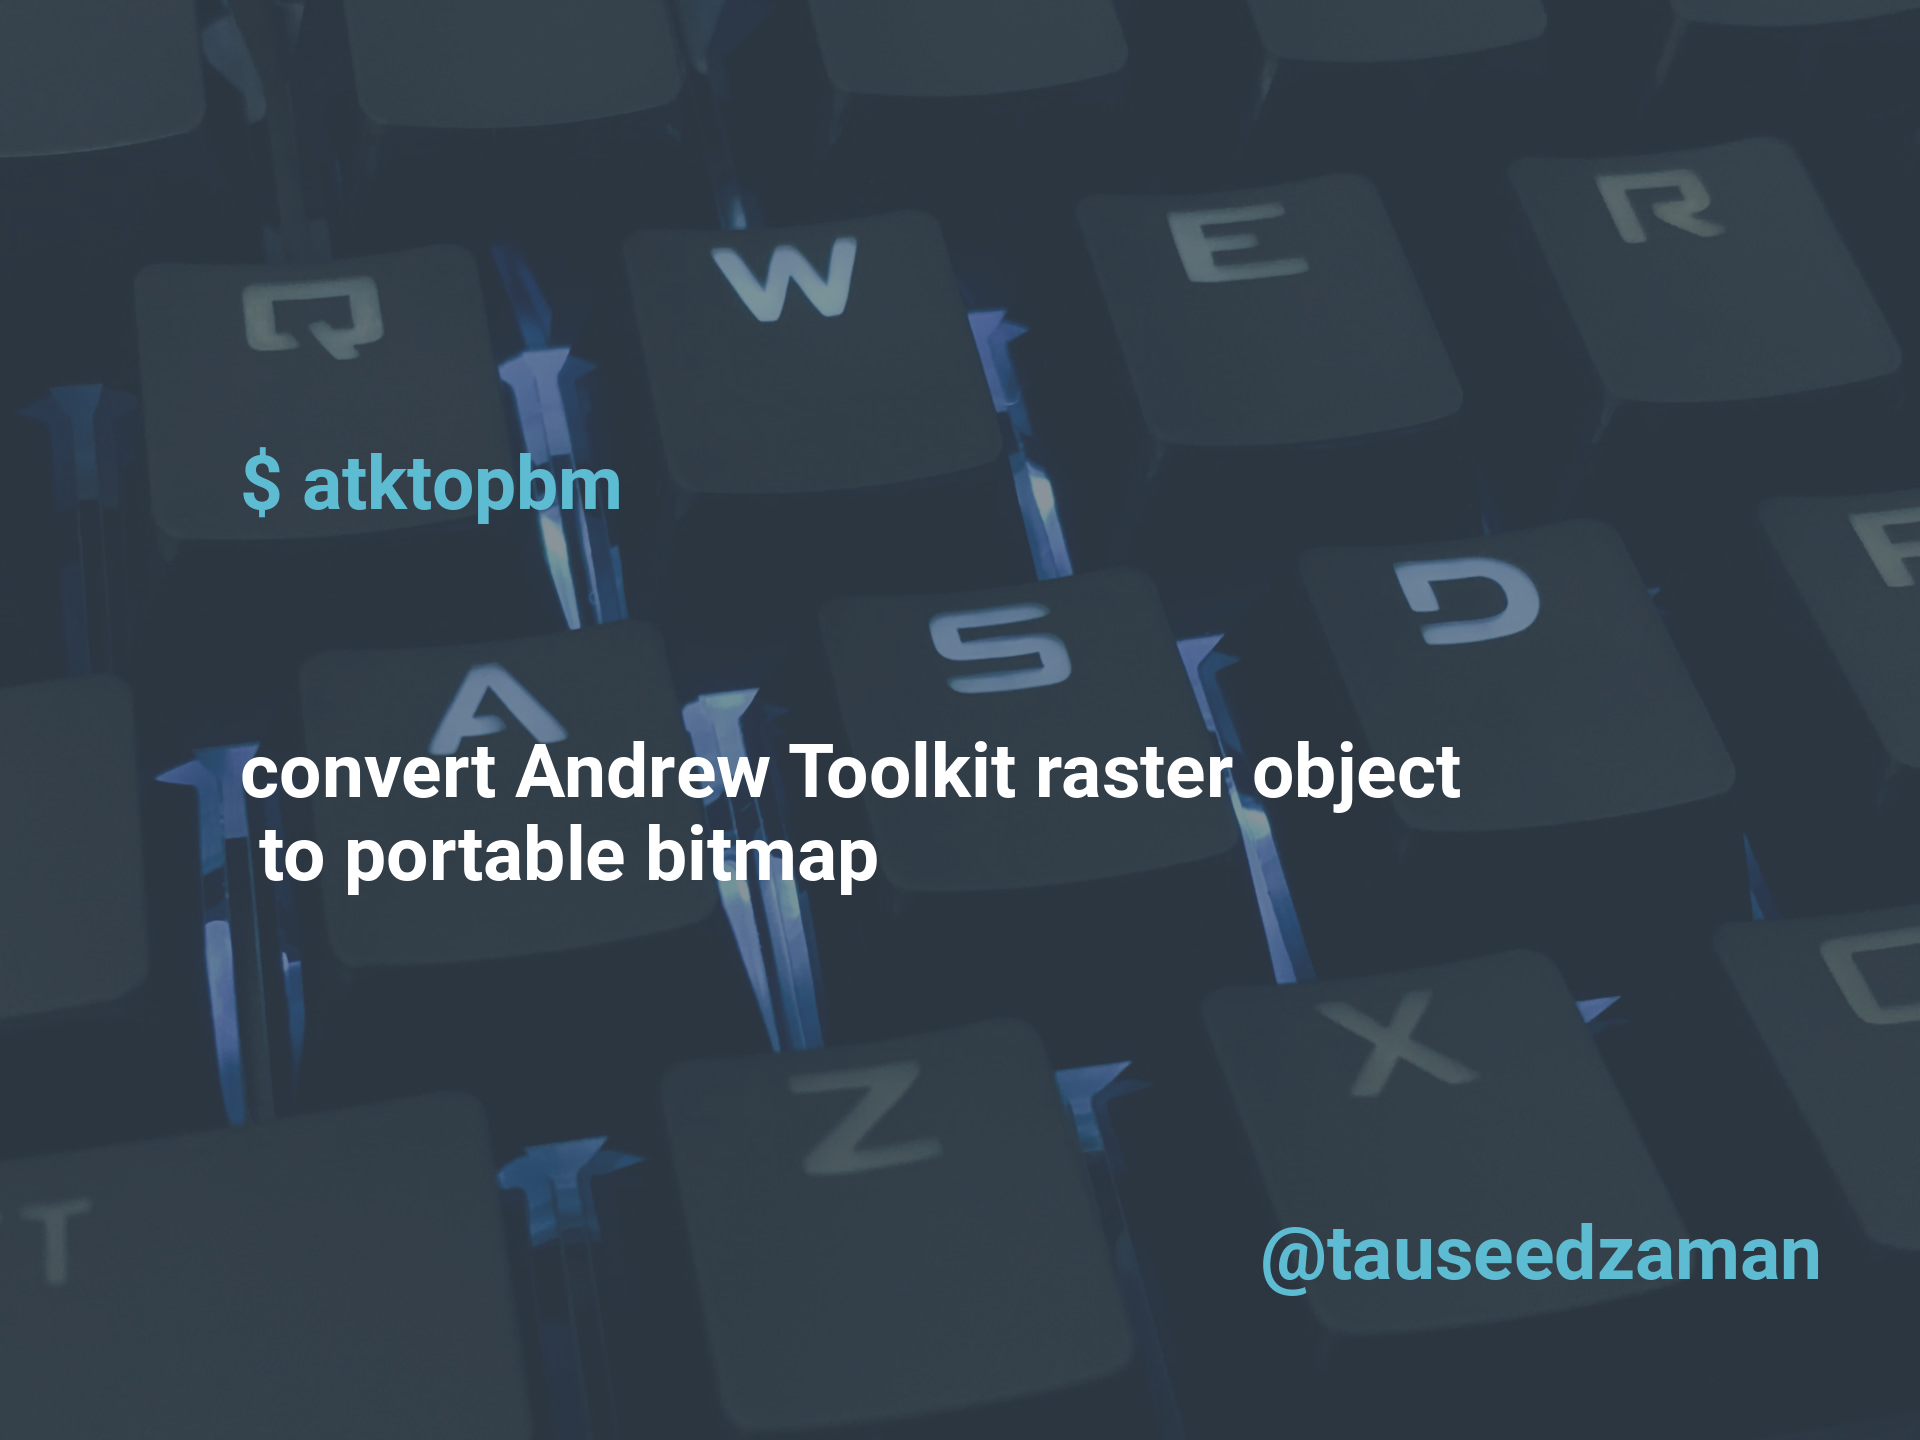 Q W E R
$ atktopbm
A S D F
convert Andrew Toolkit raster object
to portable bitmap
Z X C
T
@tauseedzaman